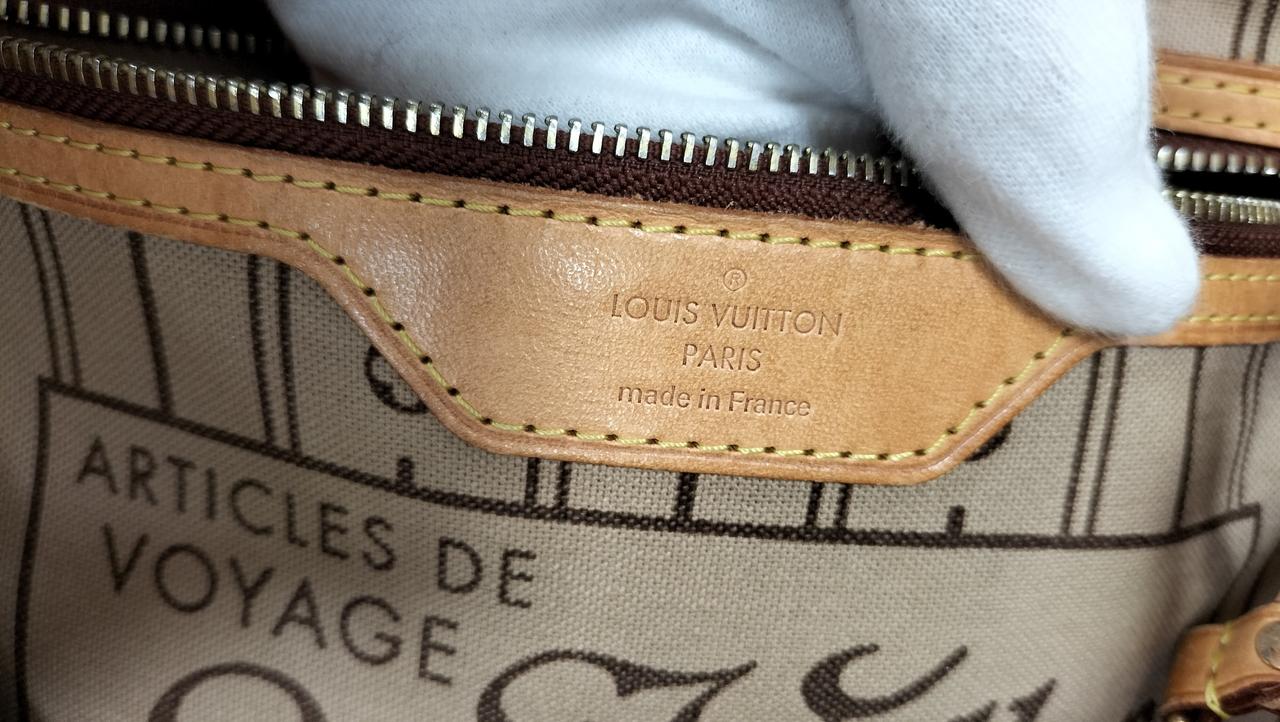 ®
LOUIS VUITTON
PARIS
made in France
ARTICLES DE
VOYAGE